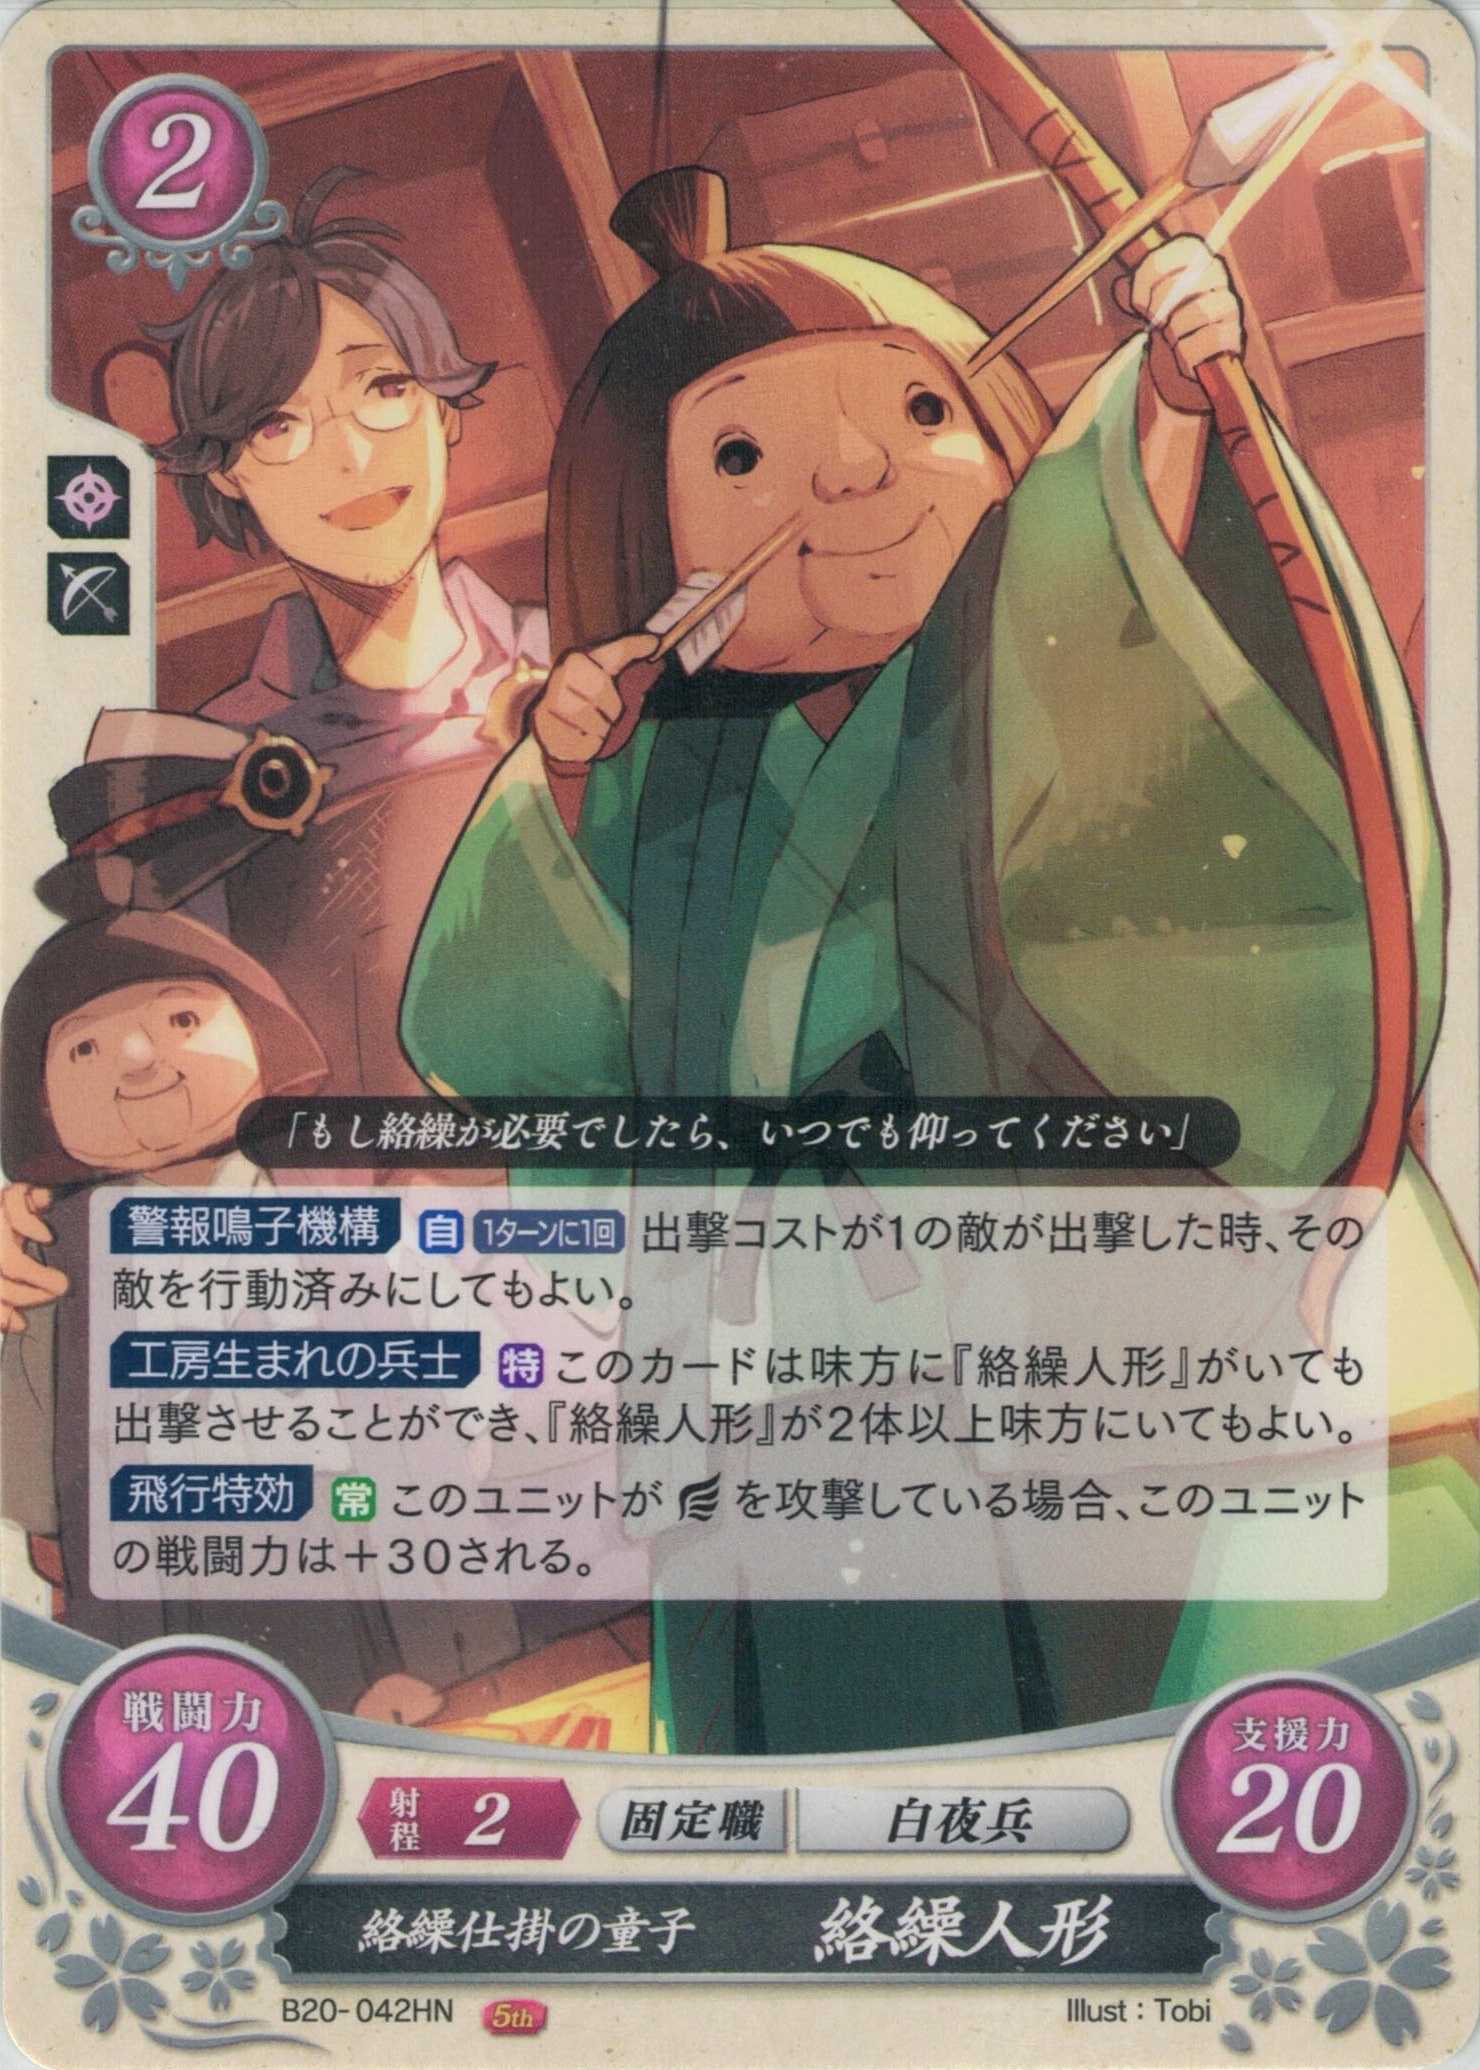 2
「もし絡繰が必要でしたら、いつでも仰ってください」
警報鳴子機構 自 1ターンに1回 出撃コストが1の敵が出撃した時、その
敵を行動済みにしてもよい。
工房生まれの兵士 特 このカードは味方に『絡繰人形』がいても
出撃させることができ、『絡繰人形』が2体以上味方にいてもよい。
飛行特効 常 このユニットが を攻撃している場合、このユニット
の戦闘力は+30される。
戦闘力
40
射程 2
固定職 白夜兵
支援力
20
絡繰仕掛の童子 絡繰人形
B20-042HN 5th Illust：Tobi